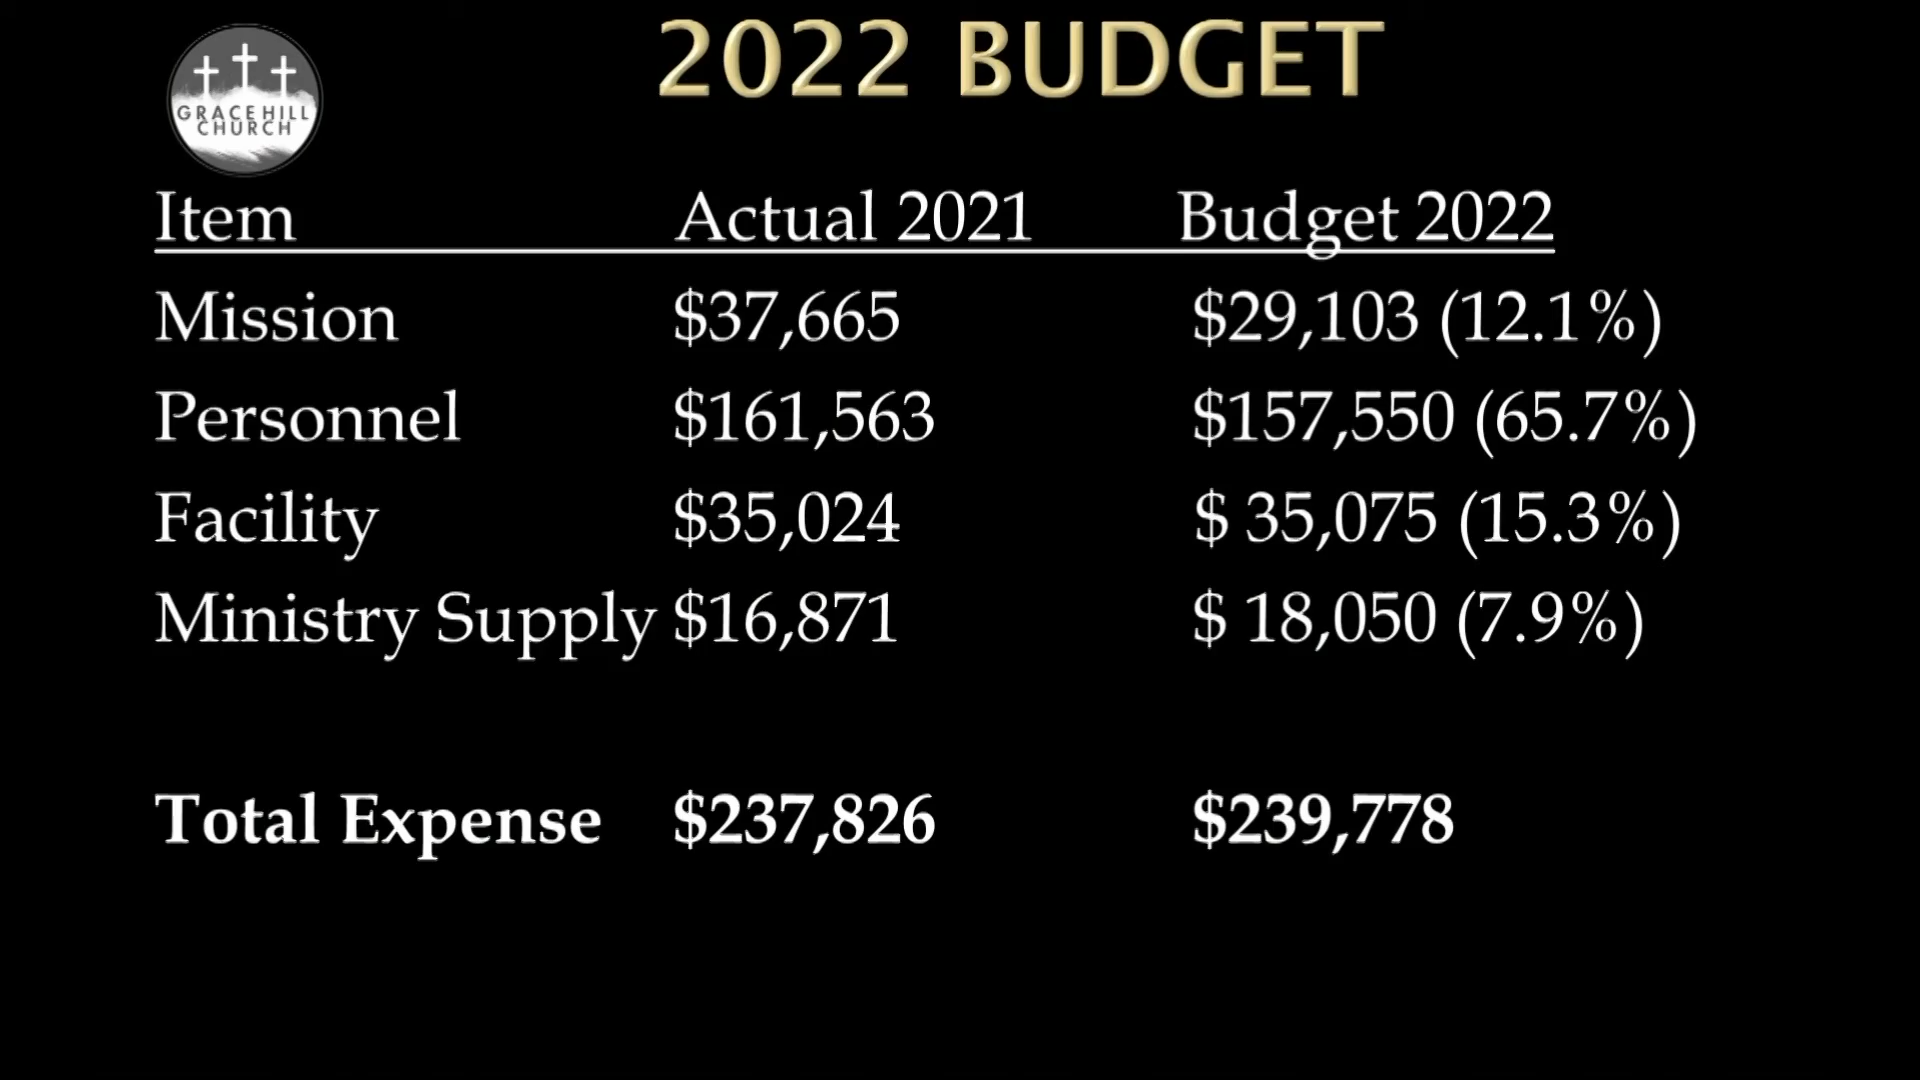 2022 BUDGET
GRACE HILL
CHURCH
Item Actual 2021 Budget 2022
Mission $37,665 $29,103 (12.1%)
Personnel $161,563 $157,550 (65.7%)
Facility $35,024 $ 35,075 (15.3%)
Ministry Supply $16,871 $ 18,050 (7.9%)
Total Expense $237,826 $239,778